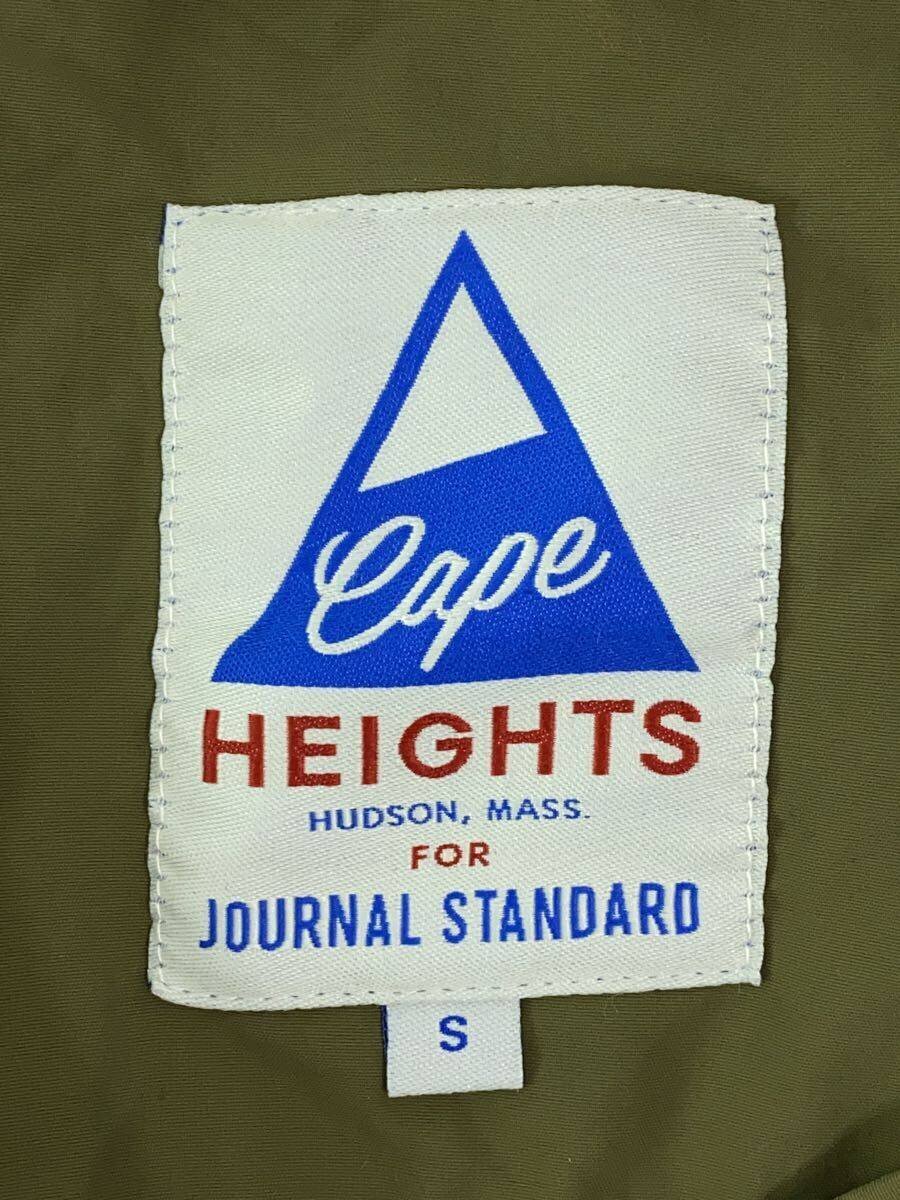 Cape
HEIGHTS
HUDSON, MASS.
FOR
JOURNAL STANDARD
S